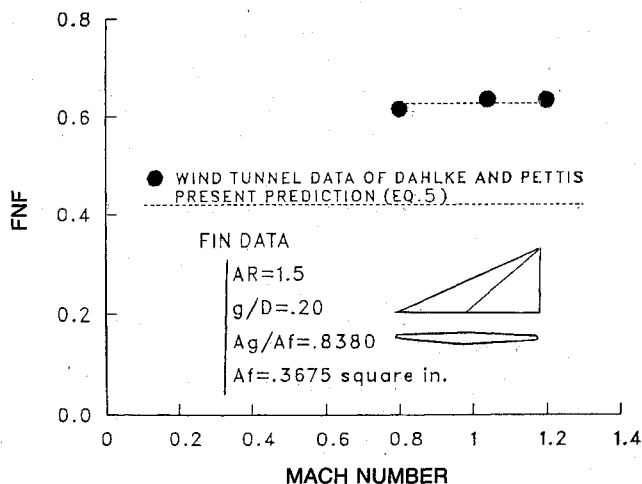 0.8
0.6
0.4
0.2
0.0
FNF
WIND TUNNEL DATA OF DAHLKE AND PETTIS
PRESENT PREDICTION (EQ.5)
FIN DATA
AR=1.5
g/D=.20
Ag/Af=.8380
Af=.3675 square in.
0 0.2 0.4 0.6 0.8 1 1.2 1.4
MACH NUMBER